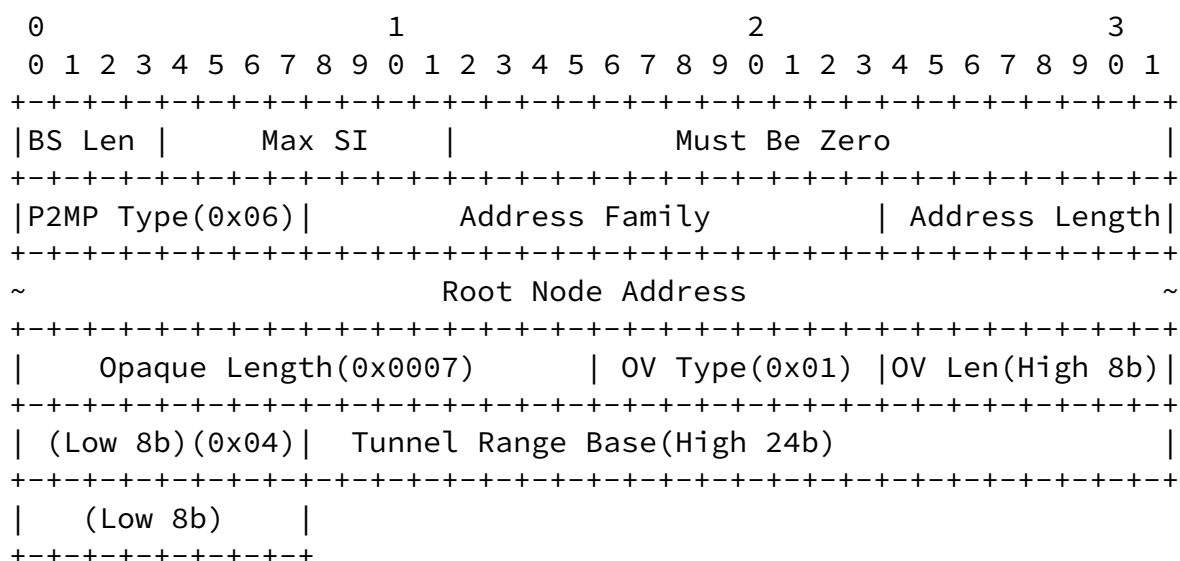 0                   1                   2                   3
 0 1 2 3 4 5 6 7 8 9 0 1 2 3 4 5 6 7 8 9 0 1 2 3 4 5 6 7 8 9 0 1
+-+-+-+-+-+-+-+-+-+-+-+-+-+-+-+-+-+-+-+-+-+-+-+-+-+-+-+-+-+-+-+-+
|BS Len |     Max SI    |            Must Be Zero               |
+-+-+-+-+-+-+-+-+-+-+-+-+-+-+-+-+-+-+-+-+-+-+-+-+-+-+-+-+-+-+-+-+
|P2MP Type(0x06)|        Address Family         | Address Length|
+-+-+-+-+-+-+-+-+-+-+-+-+-+-+-+-+-+-+-+-+-+-+-+-+-+-+-+-+-+-+-+-+
~                       Root Node Address                       ~
+-+-+-+-+-+-+-+-+-+-+-+-+-+-+-+-+-+-+-+-+-+-+-+-+-+-+-+-+-+-+-+-+
|    Opaque Length(0x0007)      | OV Type(0x01) |OV Len(High 8b)|
+-+-+-+-+-+-+-+-+-+-+-+-+-+-+-+-+-+-+-+-+-+-+-+-+-+-+-+-+-+-+-+-+
| (Low 8b)(0x04)|  Tunnel Range Base(High 24b)                  |
+-+-+-+-+-+-+-+-+-+-+-+-+-+-+-+-+-+-+-+-+-+-+-+-+-+-+-+-+-+-+-+-+
|   (Low 8b)    |
+-+-+-+-+-+-+-+-+